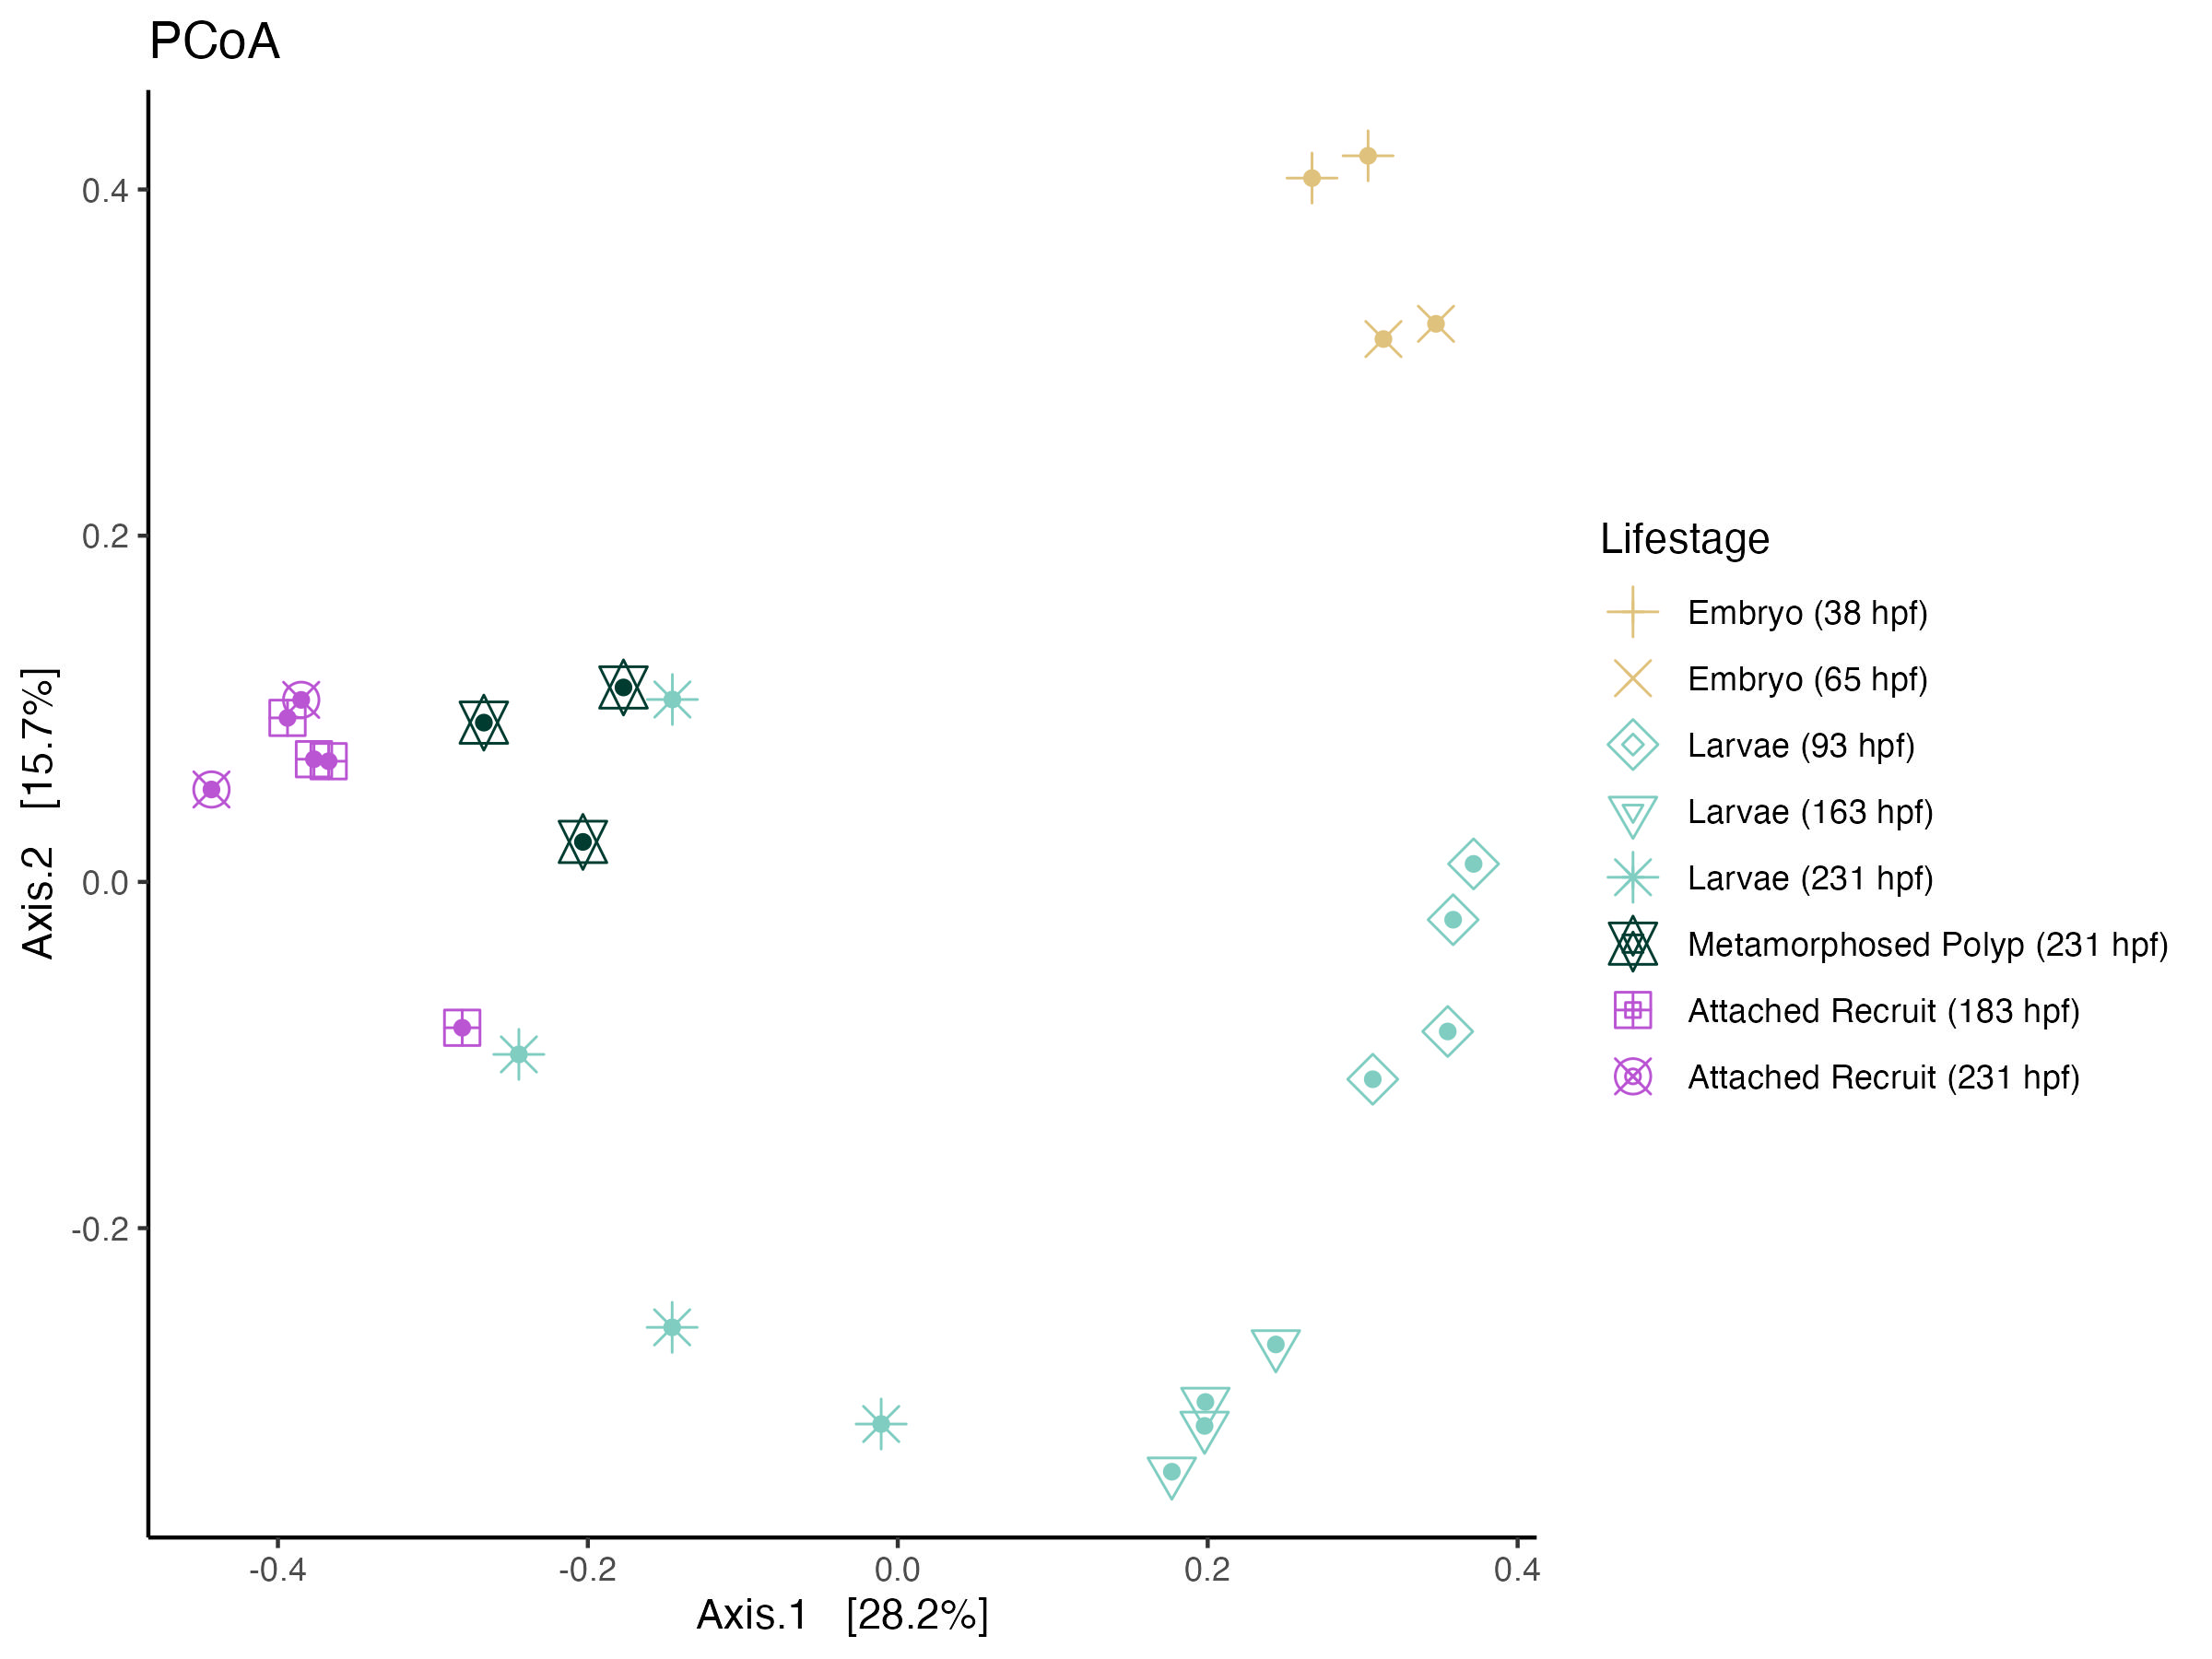 PCoA
0.4
0.2
0.0
-0.2
Axis.2 [15.7%]
-0.4 -0.2 0.0 0.2 0.4
Axis.1 [28.2%]
Lifestage
Embryo (38 hpf)
Embryo (65 hpf)
Larvae (93 hpf)
Larvae (163 hpf)
Larvae (231 hpf)
Metamorphosed Polyp (231 hpf)
Attached Recruit (183 hpf)
Attached Recruit (231 hpf)